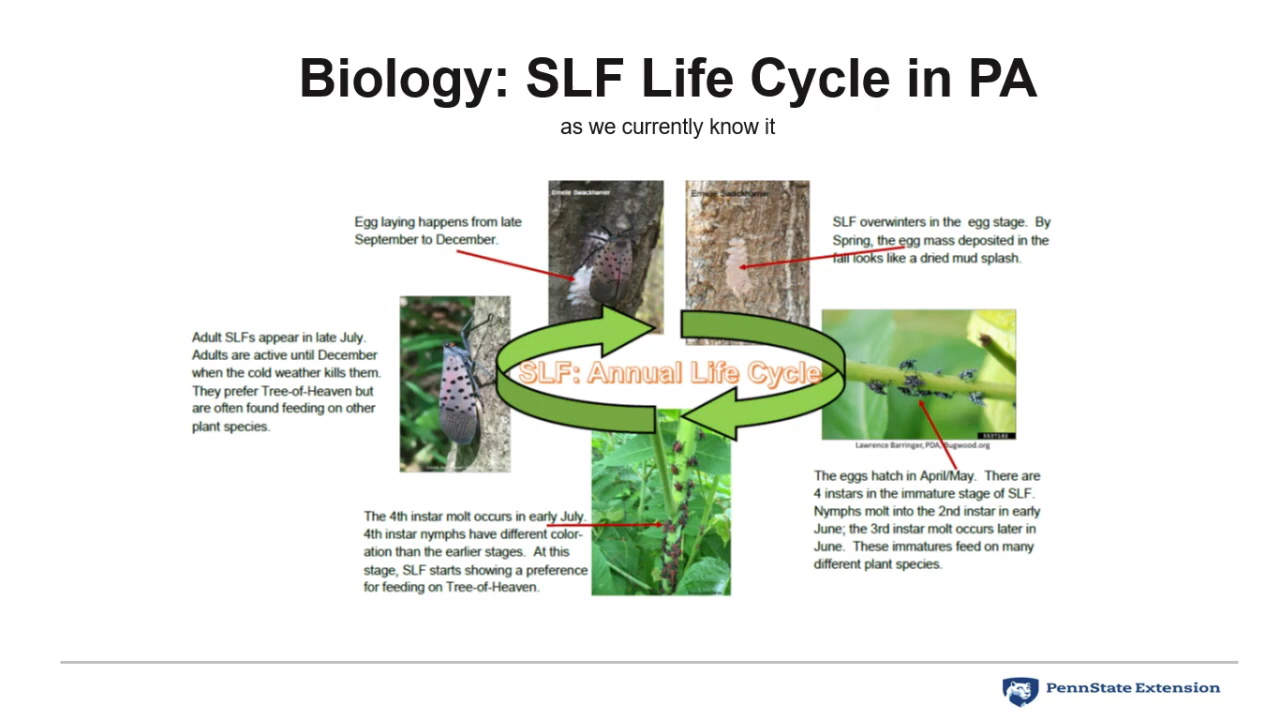 Biology: SLF Life Cycle in PA
as we currently know it
Ernelie Swackhamer
Egg laying happens from late
September to December.
SLF overwinters in the egg stage. By
Spring, the egg mass deposited in the
fall looks like a dried mud splash.
Adult SLFs appear in late July.
Adults are active until December
when the cold weather kills them.
They prefer Tree-of-Heaven but
are often found feeding on other
plant species.
SLF: Annual Life Cycle
Lawrence Barringer, PDA, Bugwood.org
The eggs hatch in April/May. There are
4 instars in the immature stage of SLF.
Nymphs molt into the 2nd instar in early
June; the 3rd instar molt occurs later in
June. These immatures feed on many
different plant species.
The 4th instar molt occurs in early July.
4th instar nymphs have different color-
ation than the earlier stages. At this
stage, SLF starts showing a preference
for feeding on Tree-of-Heaven.
PennState Extension